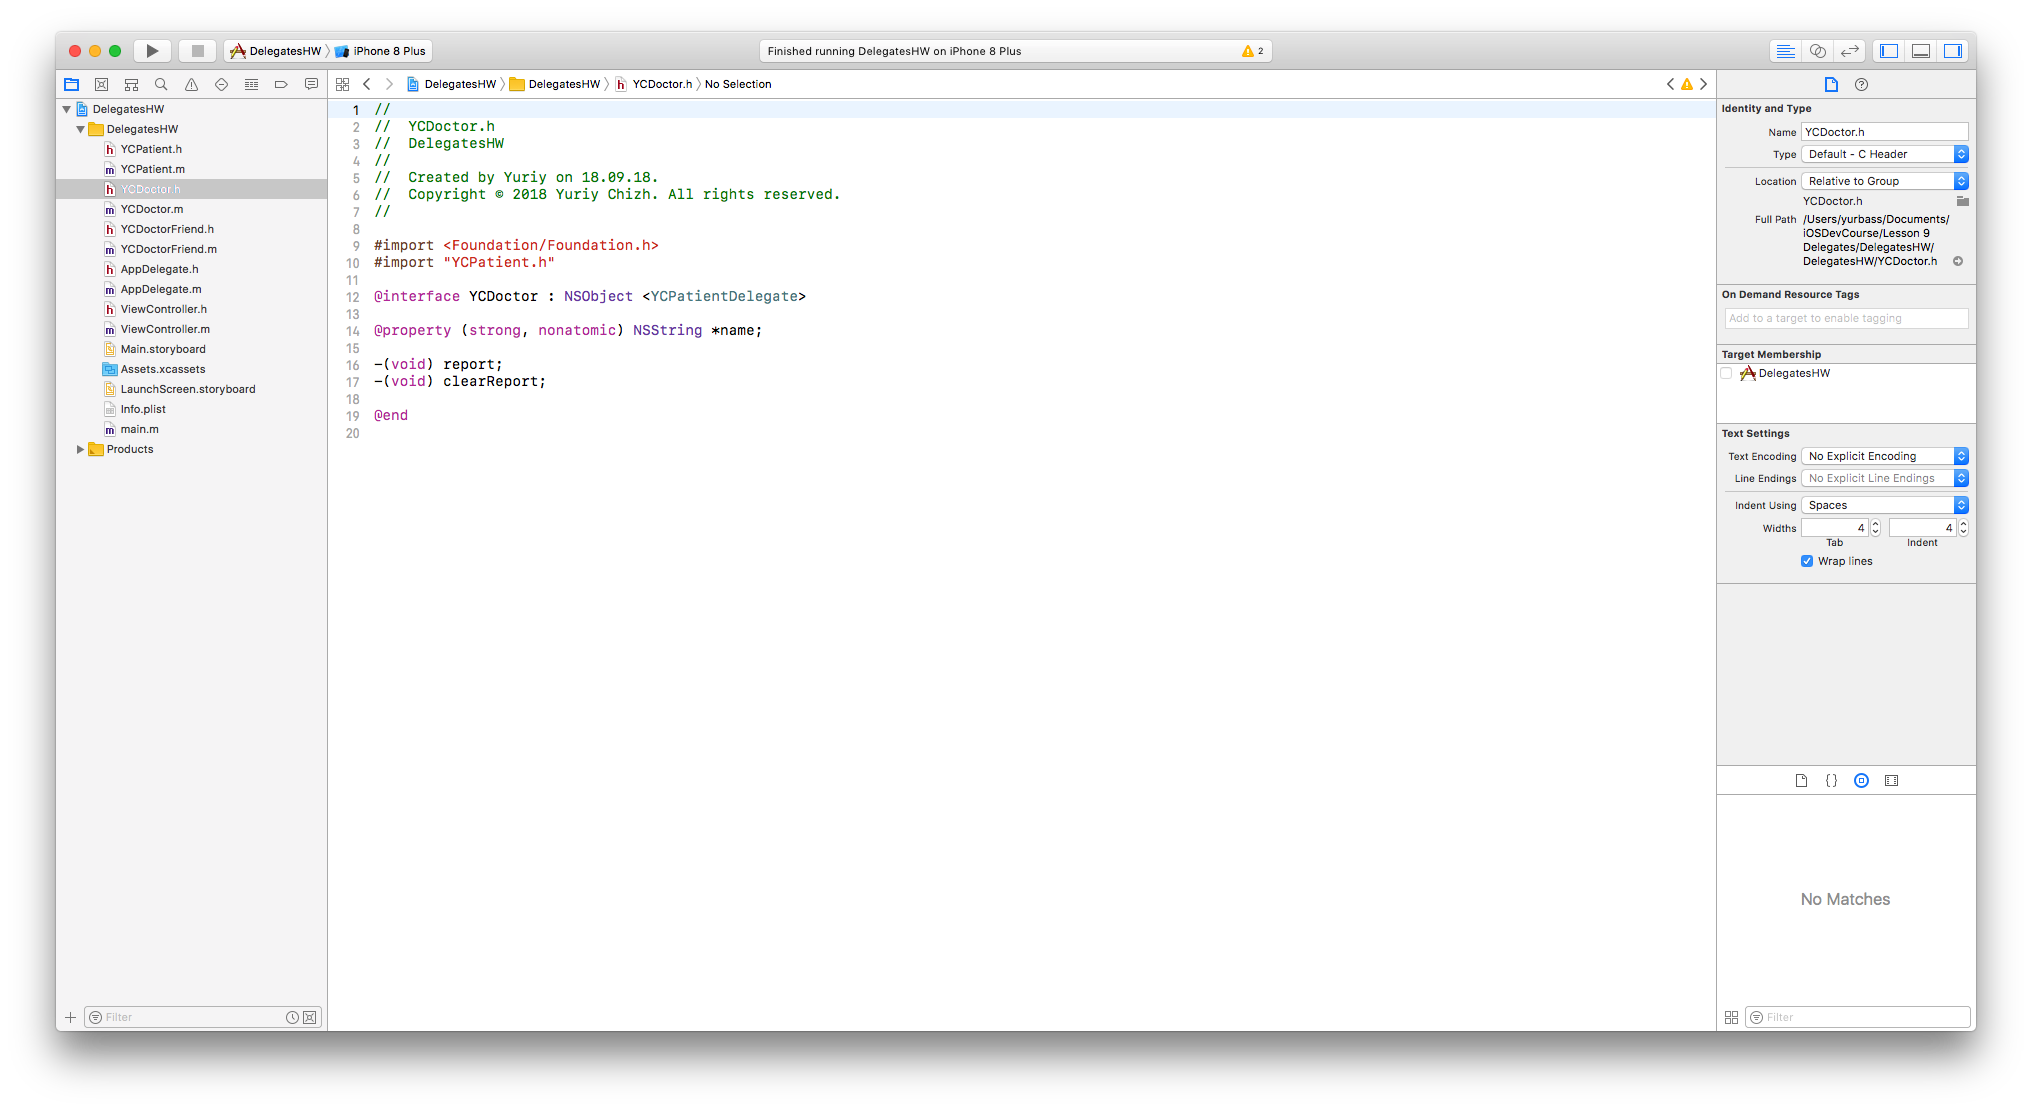 DelegatesHW iPhone 8 Plus
Finished running DelegatesHW on iPhone 8 Plus
2
DelegatesHW
DelegatesHW
YCPatient.h
YCPatient.m
YCDoctor.h
YCDoctor.m
YCDoctorFriend.h
YCDoctorFriend.m
AppDelegate.h
AppDelegate.m
ViewController.h
ViewController.m
Main.storyboard
Assets.xcassets
LaunchScreen.storyboard
Info.plist
main.m
Products
Filter
DelegatesHW DelegatesHW YCDoctor.h No Selection
1 //
2 //  YCDoctor.h
3 //  DelegatesHW
4 //
5 //  Created by Yuriy on 18.09.18.
6 //  Copyright © 2018 Yuriy Chizh. All rights reserved.
7 //
8
9 #import <Foundation/Foundation.h>
10 #import "YCPatient.h"
11
12 @interface YCDoctor : NSObject <YCPatientDelegate>
13
14 @property (strong, nonatomic) NSString *name;
15
16 -(void) report;
17 -(void) clearReport;
18
19 @end
20
Identity and Type
Name YCDoctor.h
Type Default - C Header
Location Relative to Group
YCDoctor.h
Full Path /Users/yurbass/Documents/
iOSDevCourse/Lesson 9
Delegates/DelegatesHW/
DelegatesHW/YCDoctor.h
On Demand Resource Tags
Add to a target to enable tagging
Target Membership
DelegatesHW
Text Settings
Text Encoding No Explicit Encoding
Line Endings No Explicit Line Endings
Indent Using Spaces
Widths 4 4
Tab Indent
Wrap lines
{}
No Matches
Filter